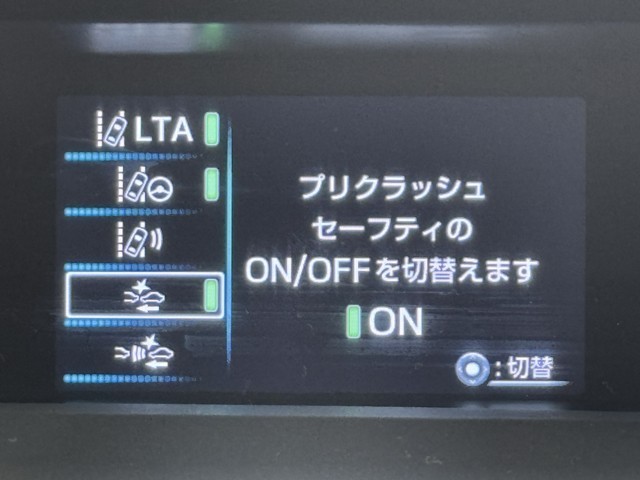 LTA
プリクラッシュ
セーフティの
ON/OFFを切替えます
ON
:切替